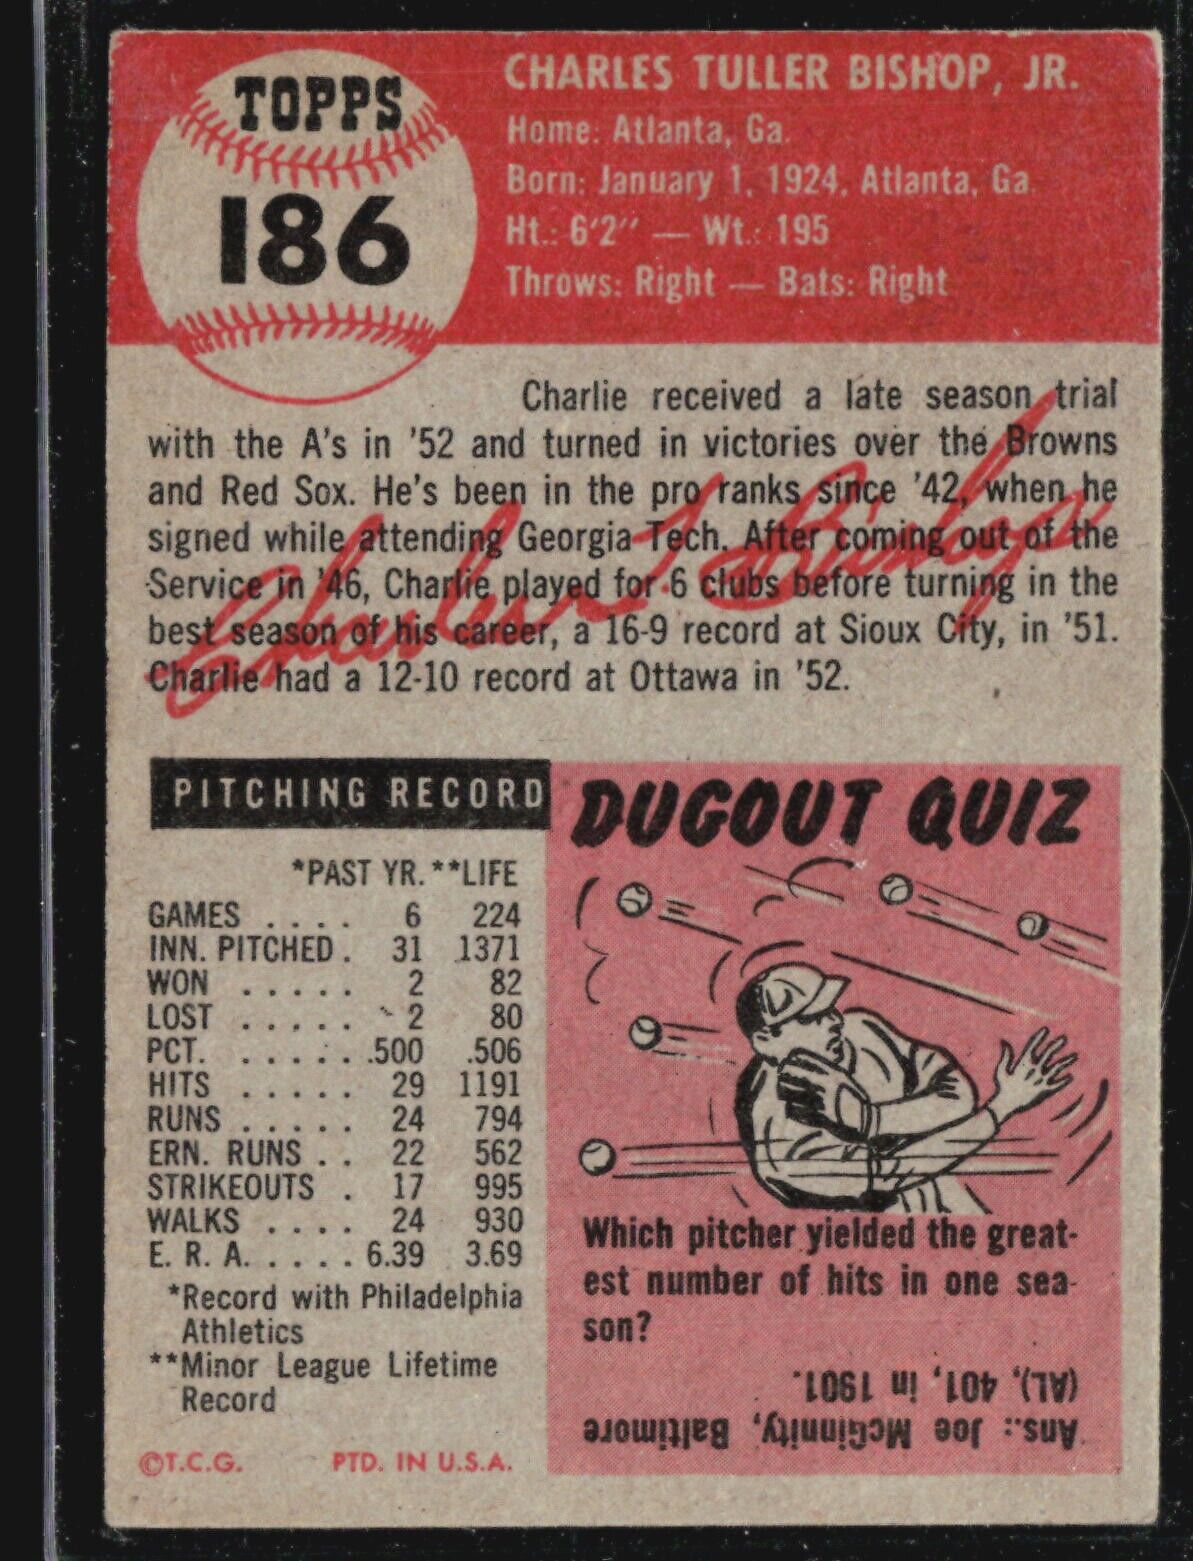 TOPPS
186
CHARLES TULLER BISHOP, JR.
Home: Atlanta, Ga.
Born: January 1, 1924, Atlanta, Ga.
Ht.: 6'2" — Wt.: 195
Throws: Right — Bats: Right
Charlie received a late season trial
with the A's in '52 and turned in victories over the Browns
and Red Sox. He's been in the pro ranks since '42, when he
signed while attending Georgia Tech. After coming out of the
Service in '46, Charlie played for 6 clubs before turning in the
best season of his career, a 16-9 record at Sioux City, in '51.
Charlie had a 12-10 record at Ottawa in '52.
Charles T. Bishop
PITCHING RECORD
*PAST YR. **LIFE
GAMES . . . . 6 224
INN. PITCHED . 31 1371
WON . . . . . 2 82
LOST . . . . . 2 80
PCT. . . . . . .500 .506
HITS . . . . . 29 1191
RUNS . . . . . 24 794
ERN. RUNS . . 22 562
STRIKEOUTS . 17 995
WALKS . . . . 24 930
E. R. A. . . . . 6.39 3.69
*Record with Philadelphia
Athletics
**Minor League Lifetime
Record
©T.C.G. PTD. IN U.S.A.
DUGOUT QUIZ
Which pitcher yielded the great-
est number of hits in one sea-
son?
Ans.: Joe McGinnity, Baltimore
(AL), 401, in 1901.